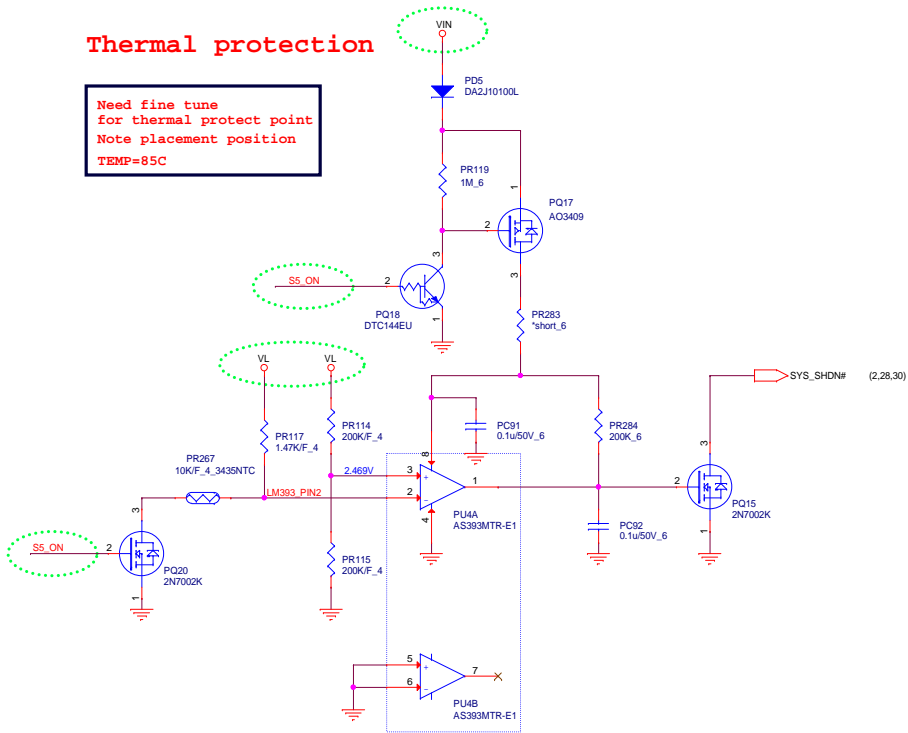 Thermal protection
Need fine tune
for thermal protect point
Note placement position
TEMP=85C
VIN
PD5
DA2J10100L
PR119
1M_6
1
PQ17
AO3409
2
3
3
S5_ON
2
PQ18
DTC144EU
1
PR283
*short_6
VL
VL
SYS_SHDN#
(2,28,30)
PR117
1.47K/F_4
PR114
200K/F_4
PC91
0.1u/50V_6
PR284
200K_6
3
PR267
10K/F_4_3435NTC
8
2.469V
3
+
1
LM393_PIN2
2
−
2
PQ15
2N7002K
4
PU4A
AS393MTR-E1
PC92
0.1u/50V_6
1
3
S5_ON
2
PQ20
2N7002K
1
PR115
200K/F_4
5
+
7
6
−
PU4B
AS393MTR-E1